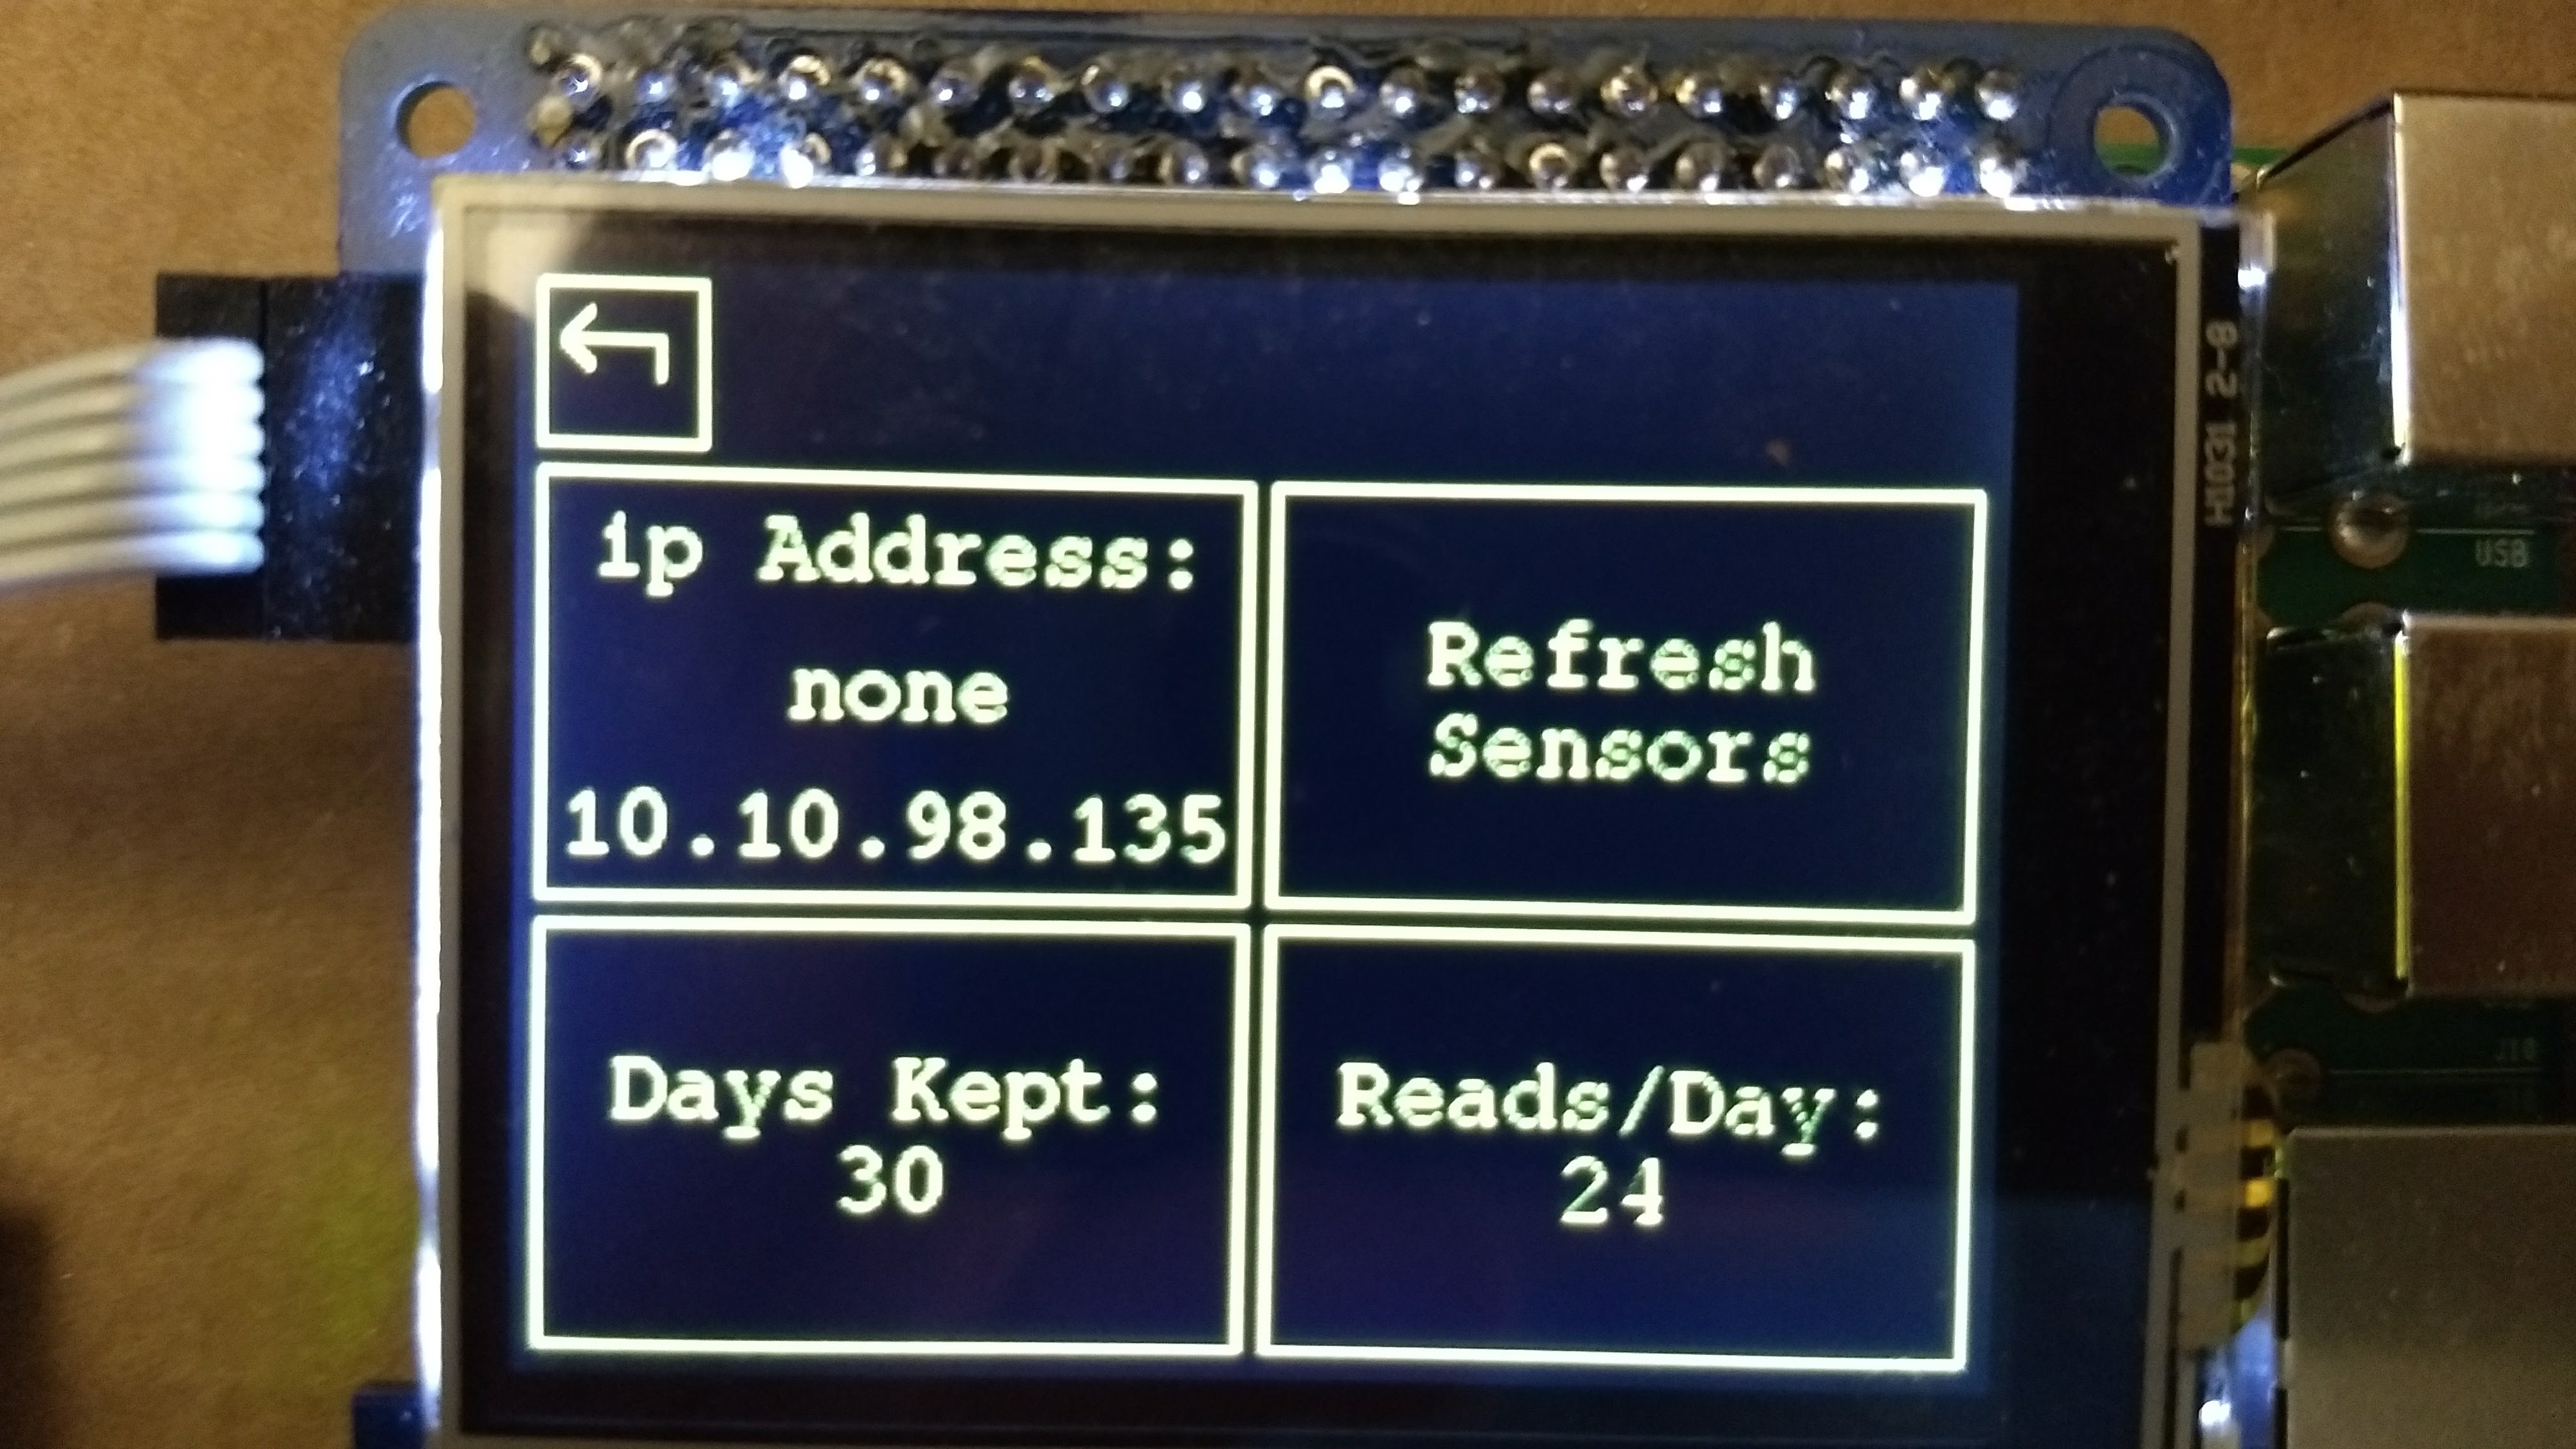 ip Address:
none
10.10.98.135
Refresh
Sensors
Days Kept:
30
Reads/Day:
24
USB